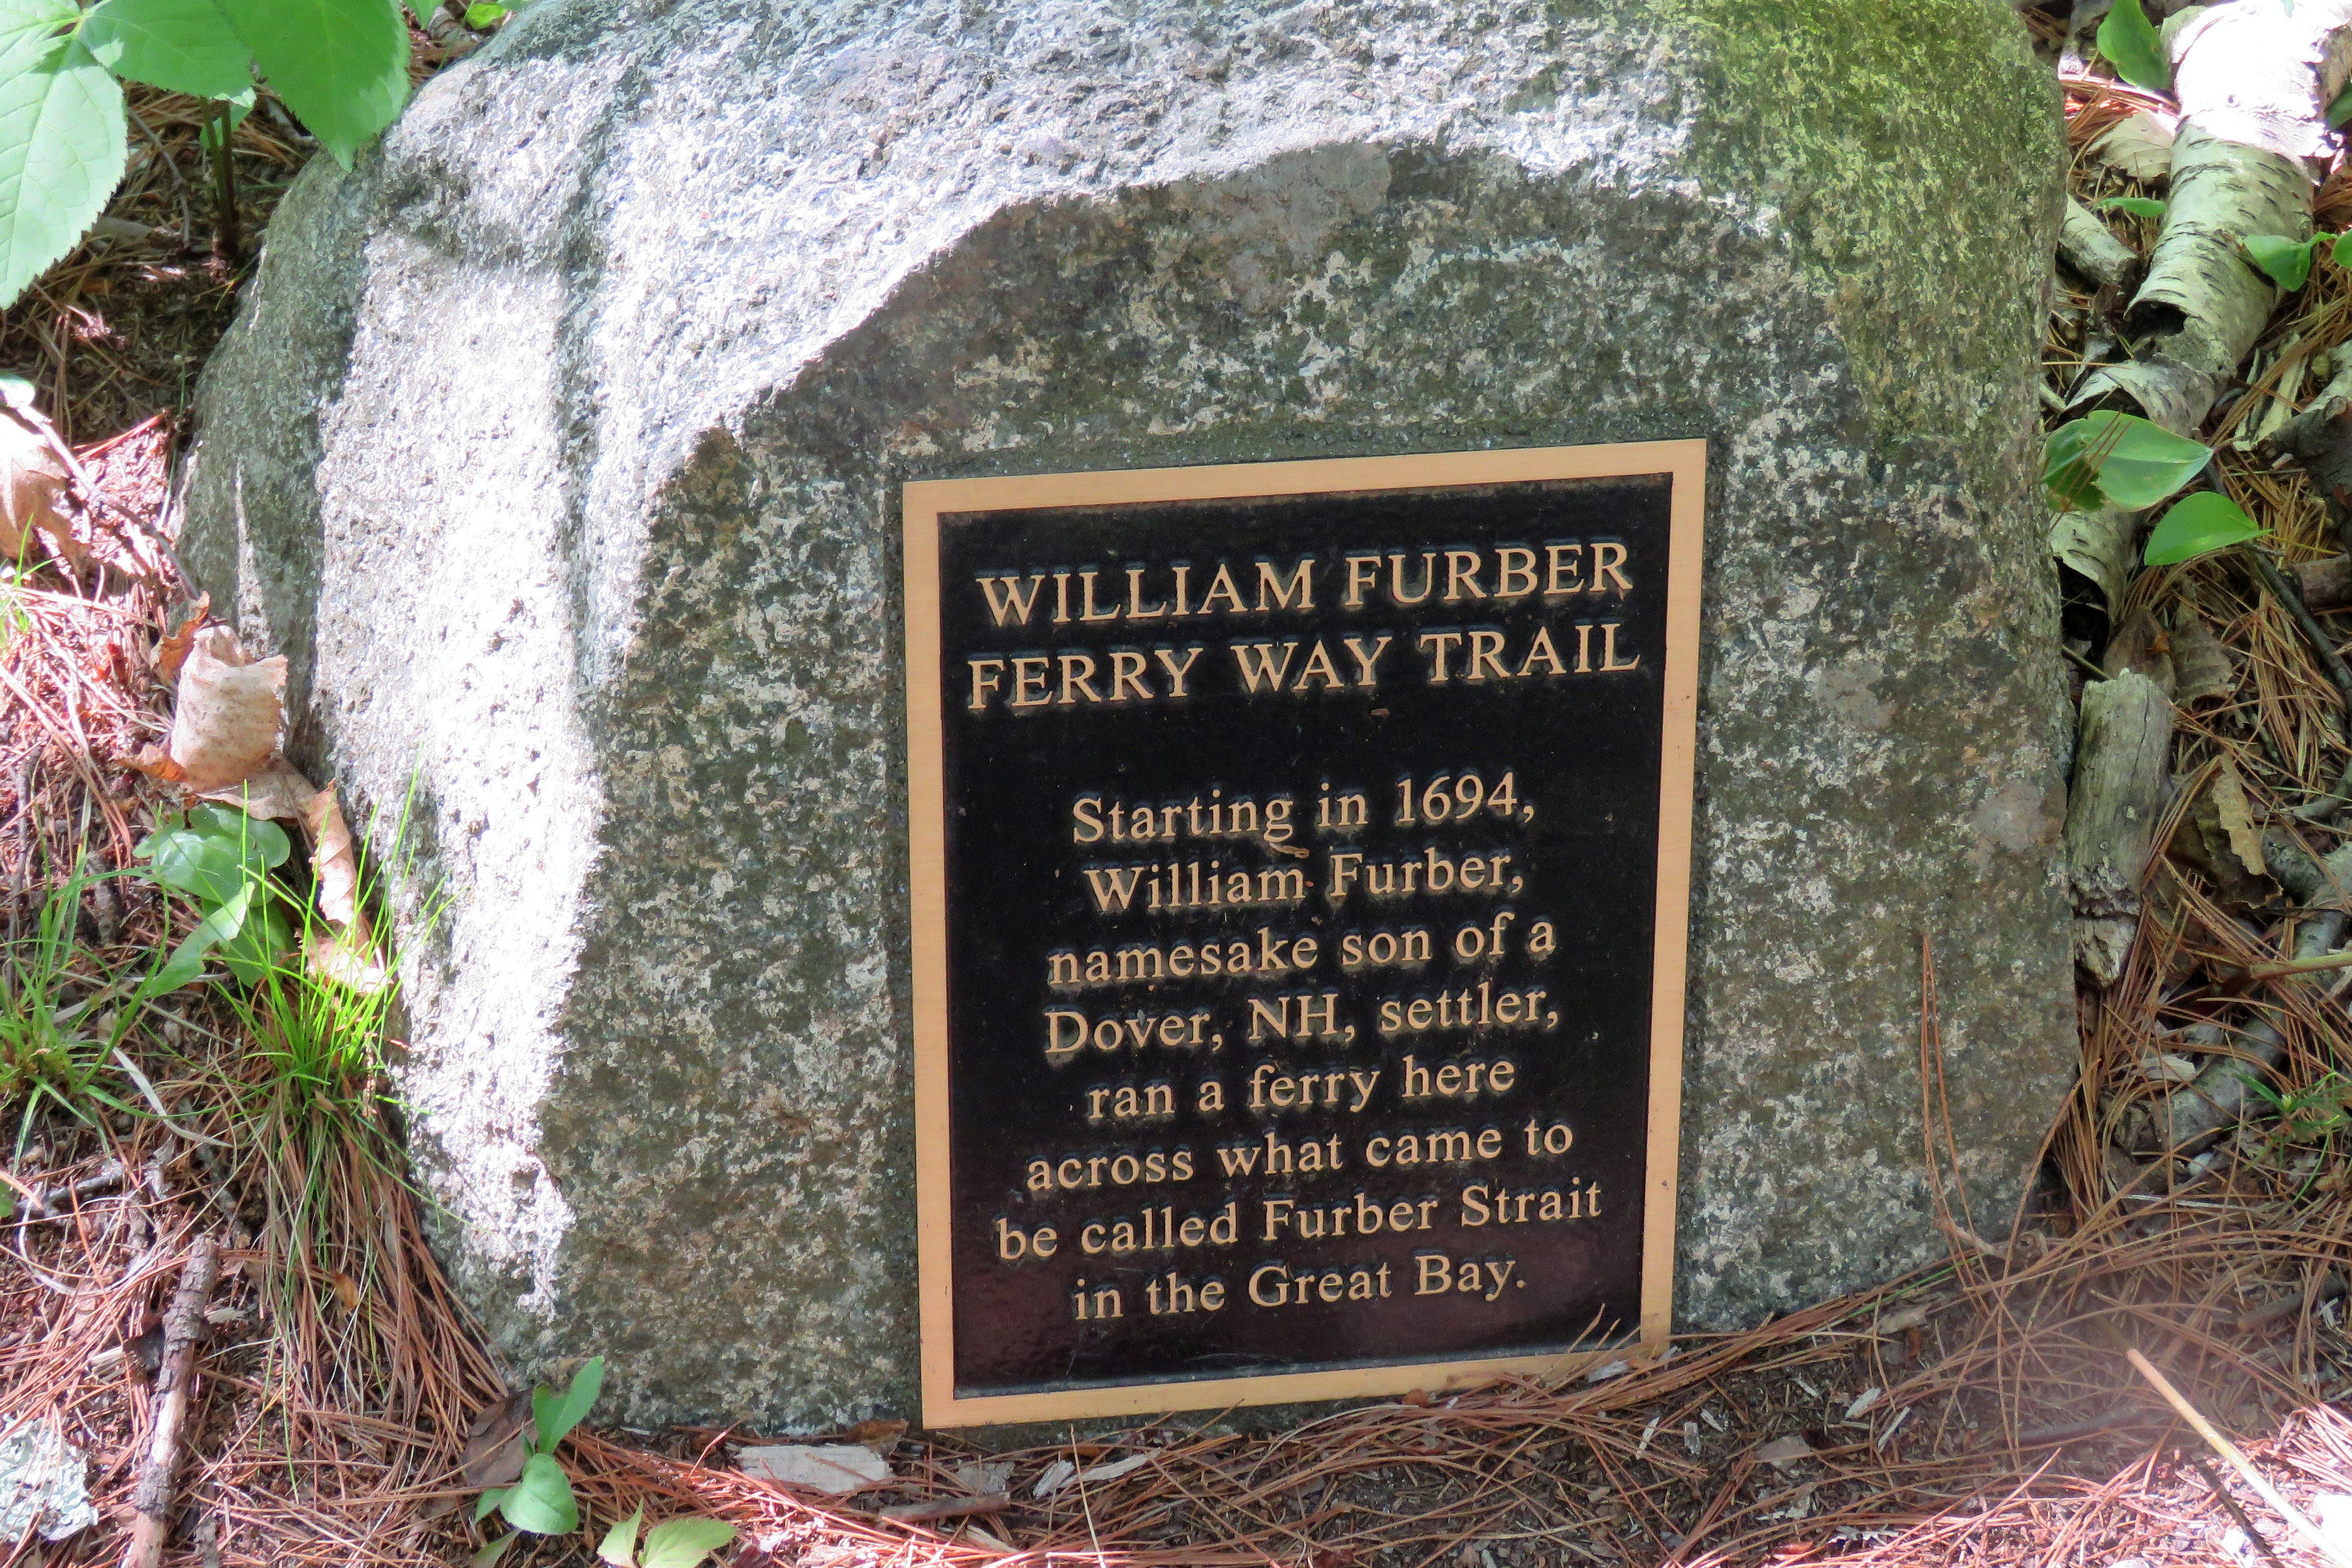 WILLIAM FURBER
FERRY WAY TRAIL
Starting in 1694,
William Furber,
namesake son of a
Dover, NH, settler,
ran a ferry here
across what came to
be called Furber Strait
in the Great Bay.